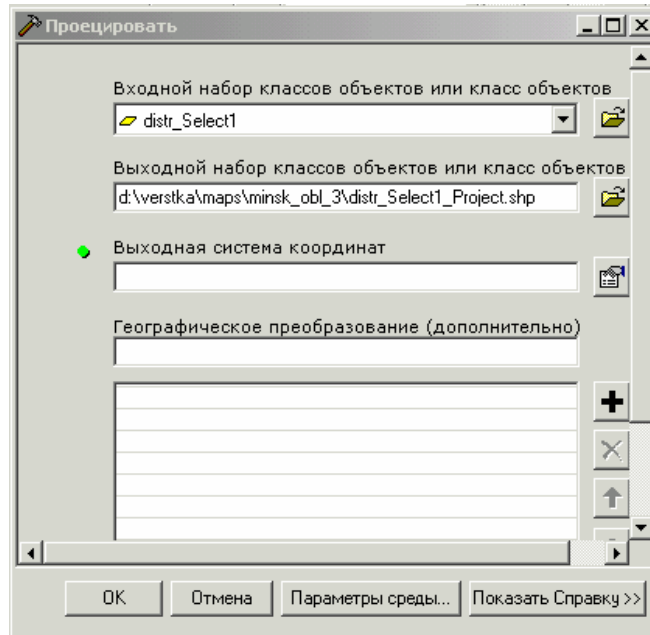 Проецировать
Входной набор классов объектов или класс объектов
distr_Select1
Выходной набор классов объектов или класс объектов
d:\verstka\maps\minsk_obl_3\distr_Select1_Project.shp
Выходная система координат
Географическое преобразование (дополнительно)
OK
Отмена
Параметры среды...
Показать Справку >>